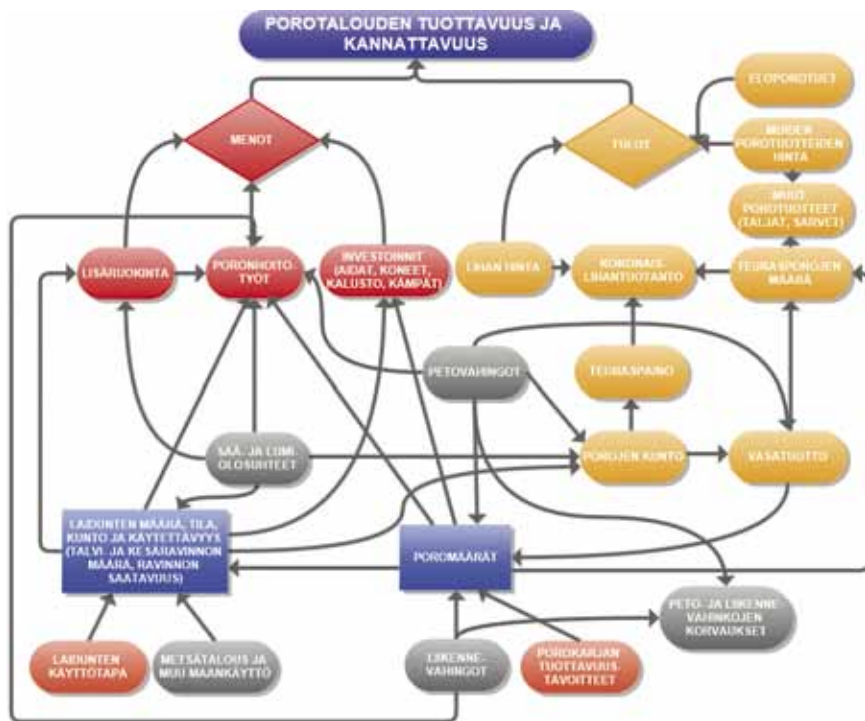 POROTALOUDEN TUOTTAVUUS JA
KANNATTAVUUS
ELOPOROTUET
MENOT
TULOT
MUIDEN
POROTUOTTEIDEN
HINTA
MUUT
POROTUOTTEET
(TALJAT, SARVET)
LISÄRUOKINTA
PORONHOITO-
TYÖT
INVESTOINNIT
(AIDAT, KONEET,
KALUSTO, KÄMPÄT)
LIHAN HINTA
KOKONAIS-
LIHANTUOTANTO
TEURASPOROJEN
MÄÄRÄ
PETOVAHINGOT
TEURASPAINO
SÄÄ- JA LUMI-
OLOSUHTEET
POROJEN KUNTO
VASATUOTTO
LAIDUNTEN MÄÄRÄ, TILA,
KUNTO JA KÄYTETTÄVYYS
(TALVI- JA KESÄRAVINNON
MÄÄRÄ, RAVINNON
SAATAVUUS)
POROMÄÄRÄT
PETO- JA LIIKENNE-
VAHINKOJEN
KORVAUKSET
LAIDUNTEN
KÄYTTÖTAPA
METSÄTALOUS JA
MUU MAANKÄYTTÖ
LIIKENNE-
VAHINGOT
POROKARJAN
TUOTTAVUUS-
TAVOITTEET